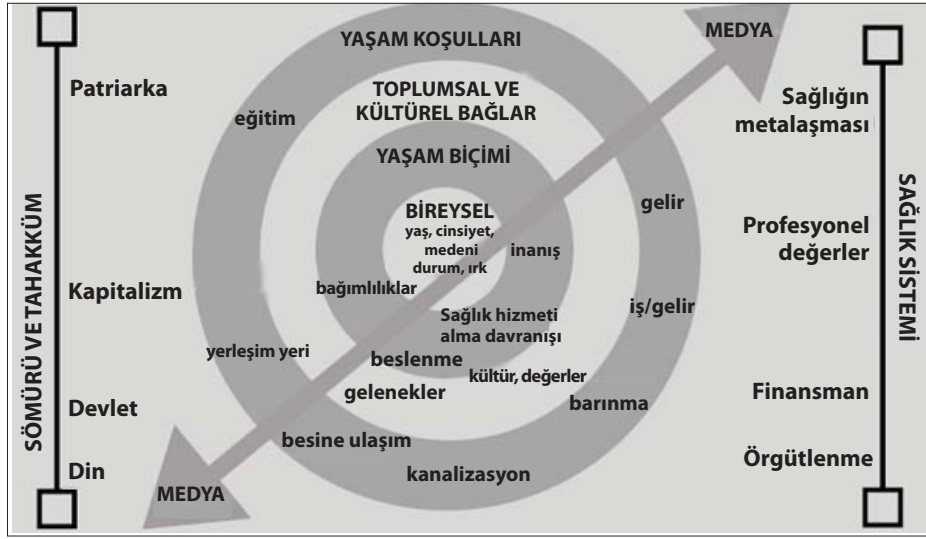 YAŞAM KOŞULLARI
MEDYA
Patriarka
TOPLUMSAL VE
KÜLTÜREL BAĞLAR
Sağlığın
metalaşması
eğitim
YAŞAM BİÇİMİ
SÖMÜRÜ VE TAHAKKÜM
SAĞLIK SİSTEMİ
BİREYSEL
yaş, cinsiyet,
medeni
durum, ırk
inanış
gelir
Profesyonel
değerler
Kapitalizm
bağımlılıklar
iş/gelir
Sağlık hizmeti
alma davranışı
yerleşim yeri
beslenme
kültür, değerler
gelenekler
barınma
Finansman
Devlet
besine ulaşım
kanalizasyon
Örgütlenme
Din
MEDYA